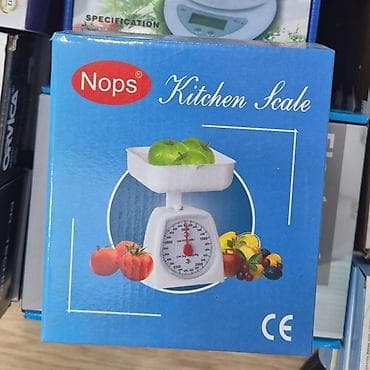 SPECIFICATION
Nops®
Kitchen Scale
CE